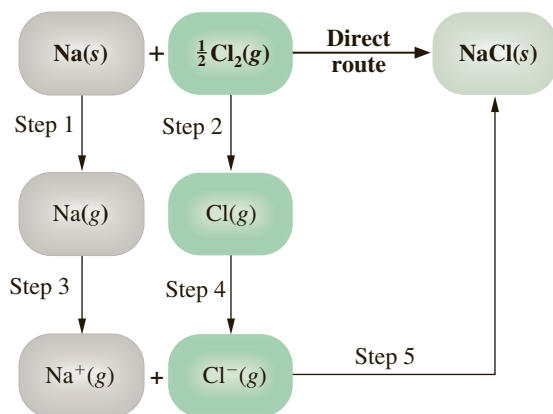 Na(s) + ½Cl₂(g) Direct route NaCl(s)
Step 1 Step 2
Na(g) Cl(g)
Step 3 Step 4
Na⁺(g) + Cl⁻(g) Step 5